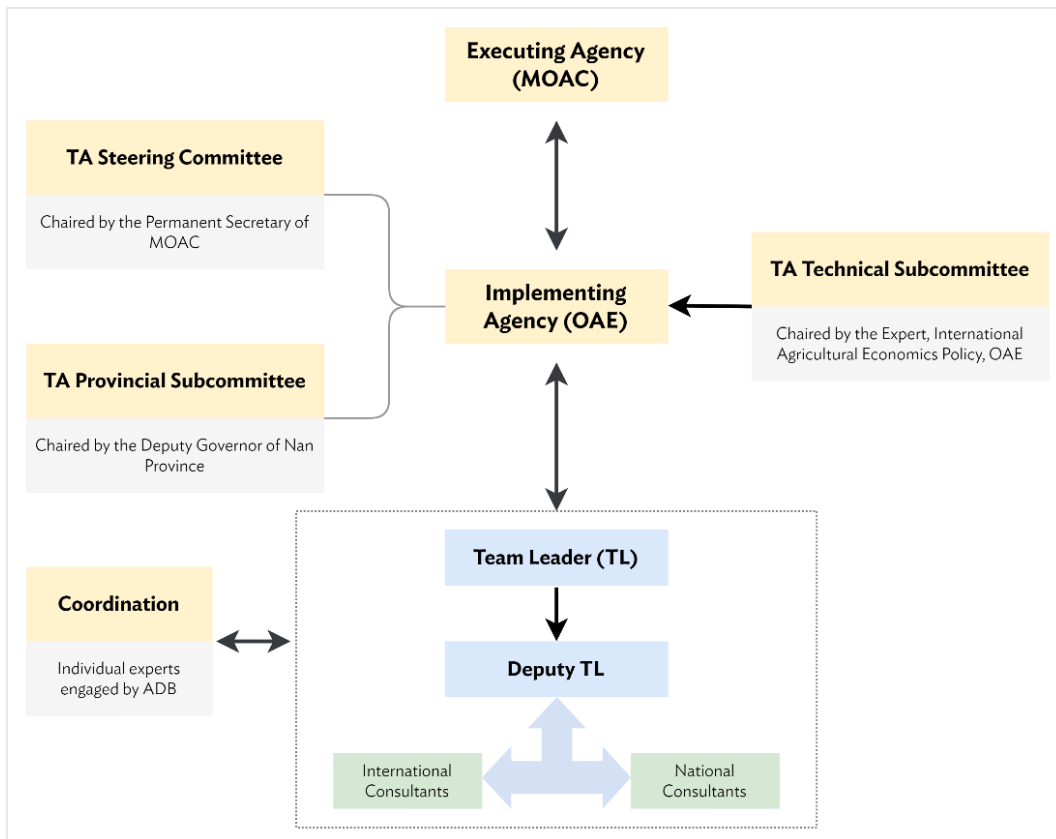 Executing Agency
(MOAC)
TA Steering Committee
Chaired by the Permanent Secretary of
MOAC
Implementing
Agency (OAE)
TA Technical Subcommittee
Chaired by the Expert, International
Agricultural Economics Policy, OAE
TA Provincial Subcommittee
Chaired by the Deputy Governor of Nan
Province
Team Leader (TL)
Coordination
Individual experts
engaged by ADB
Deputy TL
International
Consultants
National
Consultants